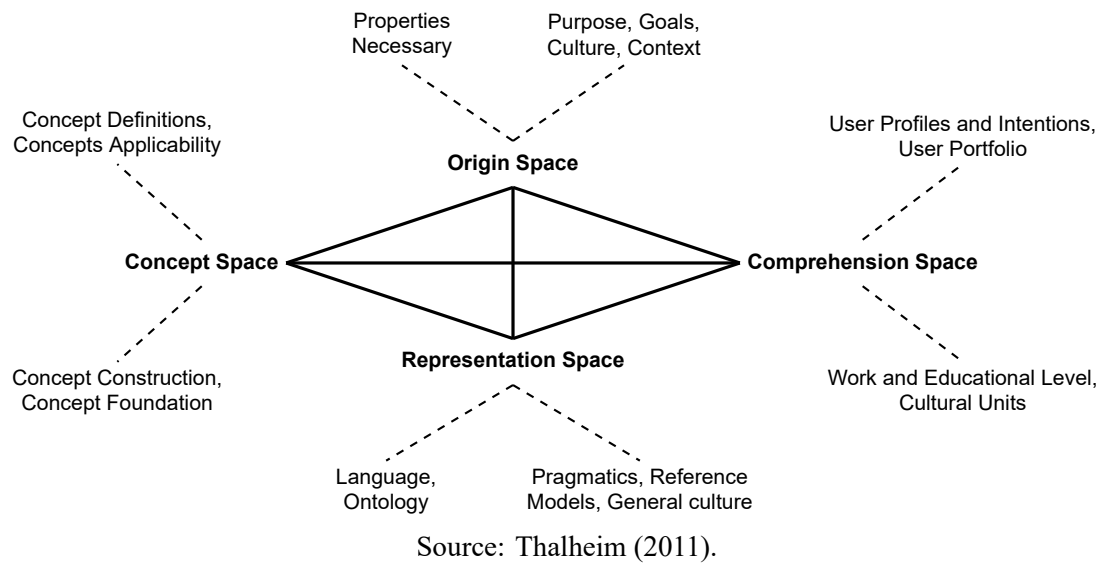 Properties
Necessary
Purpose, Goals,
Culture, Context
Concept Definitions,
Concepts Applicability
User Profiles and Intentions,
User Portfolio
Origin Space
Concept Space
Comprehension Space
Representation Space
Concept Construction,
Concept Foundation
Work and Educational Level,
Cultural Units
Language,
Ontology
Pragmatics, Reference
Models, General culture
Source: Thalheim (2011).